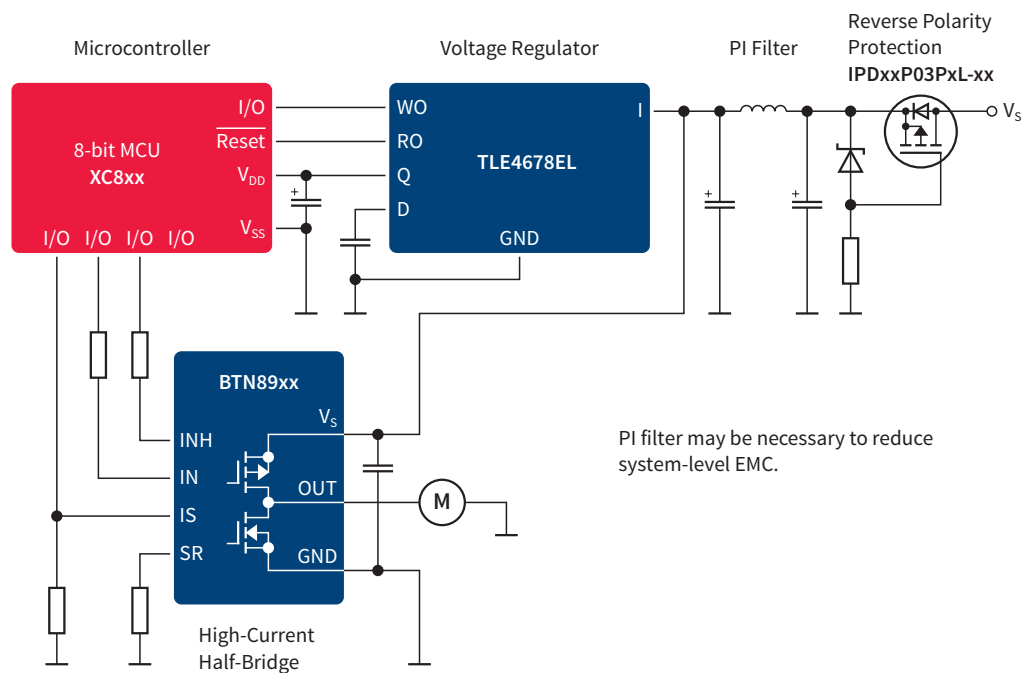 Microcontroller
Voltage Regulator
PI Filter
Reverse Polarity
Protection
IPDxxP03PxL-xx
8-bit MCU
XC8xx
I/O
Reset
VDD
VSS
I/O I/O I/O I/O
WO
RO
Q
D
TLE4678EL
I
GND
VS
BTN89xx
VS
INH
IN
IS
SR
OUT
GND
M
PI filter may be necessary to reduce
system-level EMC.
High-Current
Half-Bridge
+
+
+